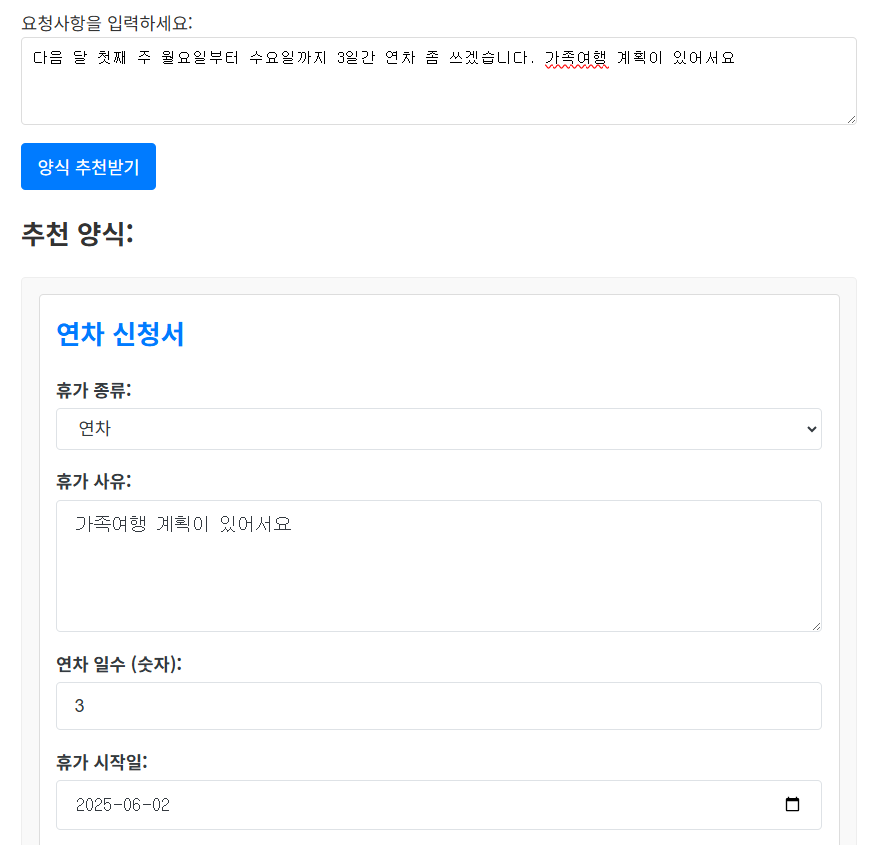 요청사항을 입력하세요:
다음 달 첫째 주 월요일부터 수요일까지 3일간 연차 좀 쓰겠습니다. 가족여행 계획이 있어서요
양식 추천받기
추천 양식:
연차 신청서
휴가 종류:
연차
휴가 사유:
가족여행 계획이 있어서요
연차 일수 (숫자):
3
휴가 시작일:
2025-06-02